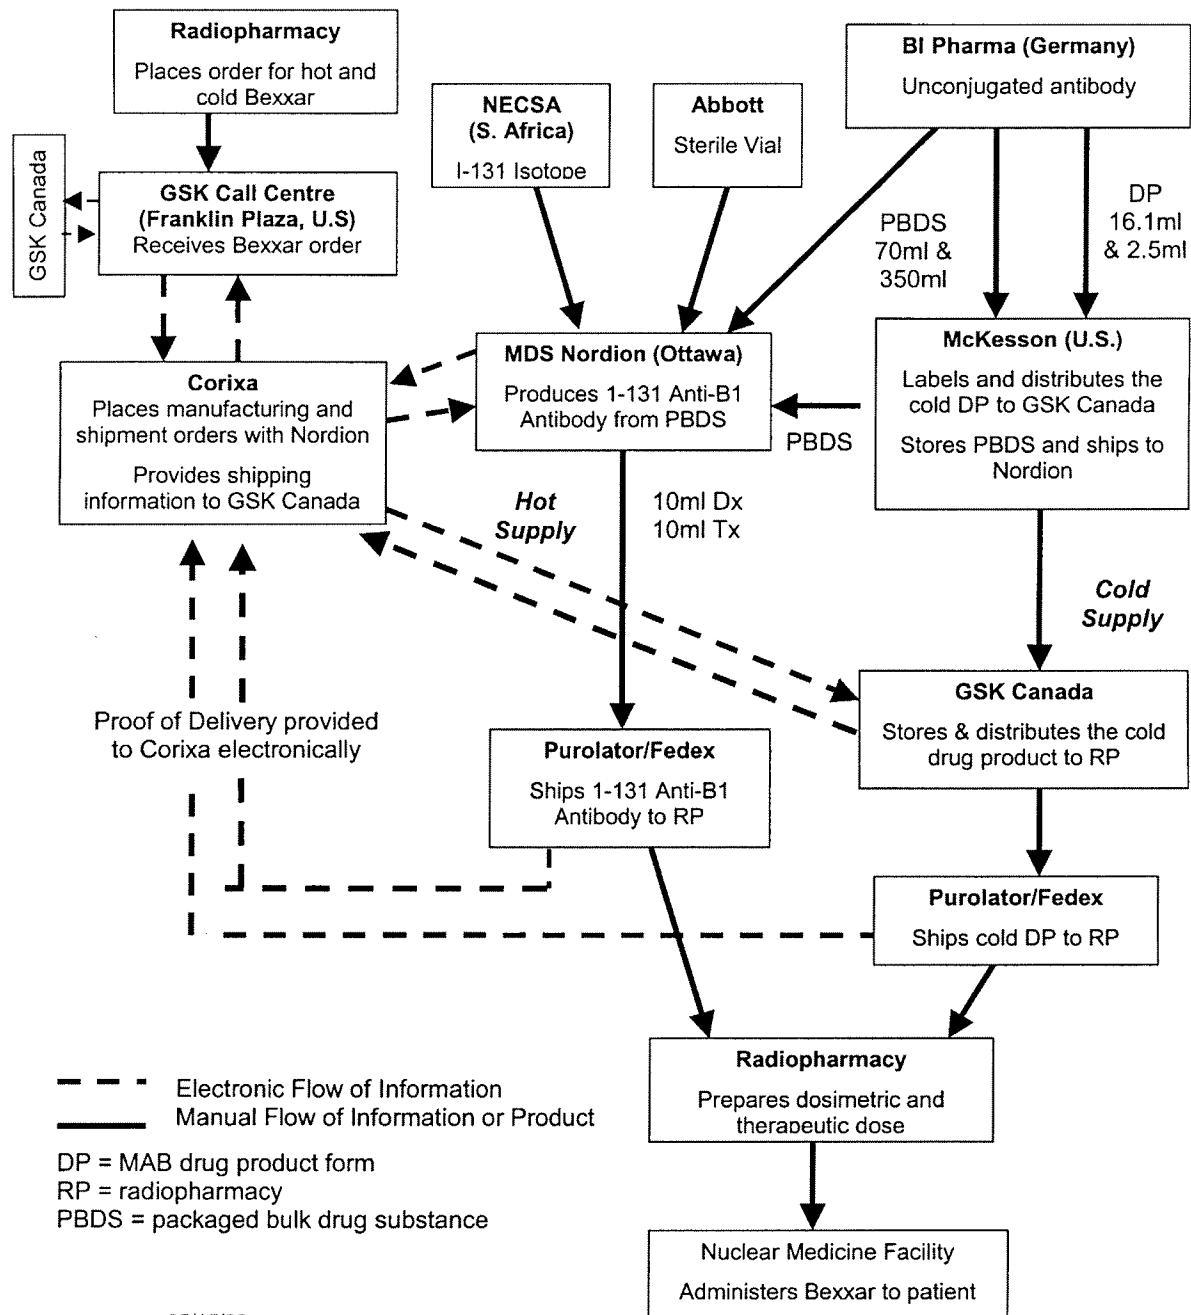 Radiopharmacy
Places order for hot and
cold Bexxar
BI Pharma (Germany)
Unconjugated antibody
NECSA
(S. Africa)
I-131 Isotope
Abbott
Sterile Vial
GSK Canada
GSK Call Centre
(Franklin Plaza, U.S)
Receives Bexxar order
PBDS
70ml &
350ml
DP
16.1ml
& 2.5ml
Corixa
Places manufacturing and
shipment orders with Nordion
Provides shipping
information to GSK Canada
MDS Nordion (Ottawa)
Produces 1-131 Anti-B1
Antibody from PBDS
PBDS
McKesson (U.S.)
Labels and distributes the
cold DP to GSK Canada
Stores PBDS and ships to
Nordion
Hot
Supply
10ml Dx
10ml Tx
Cold
Supply
Proof of Delivery provided
to Corixa electronically
GSK Canada
Stores & distributes the cold
drug product to RP
Purolator/Fedex
Ships 1-131 Anti-B1
Antibody to RP
Purolator/Fedex
Ships cold DP to RP
Radiopharmacy
Prepares dosimetric and
therapeutic dose
Electronic Flow of Information
Manual Flow of Information or Product
DP = MAB drug product form
RP = radiopharmacy
PBDS = packaged bulk drug substance
Nuclear Medicine Facility
Administers Bexxar to patient